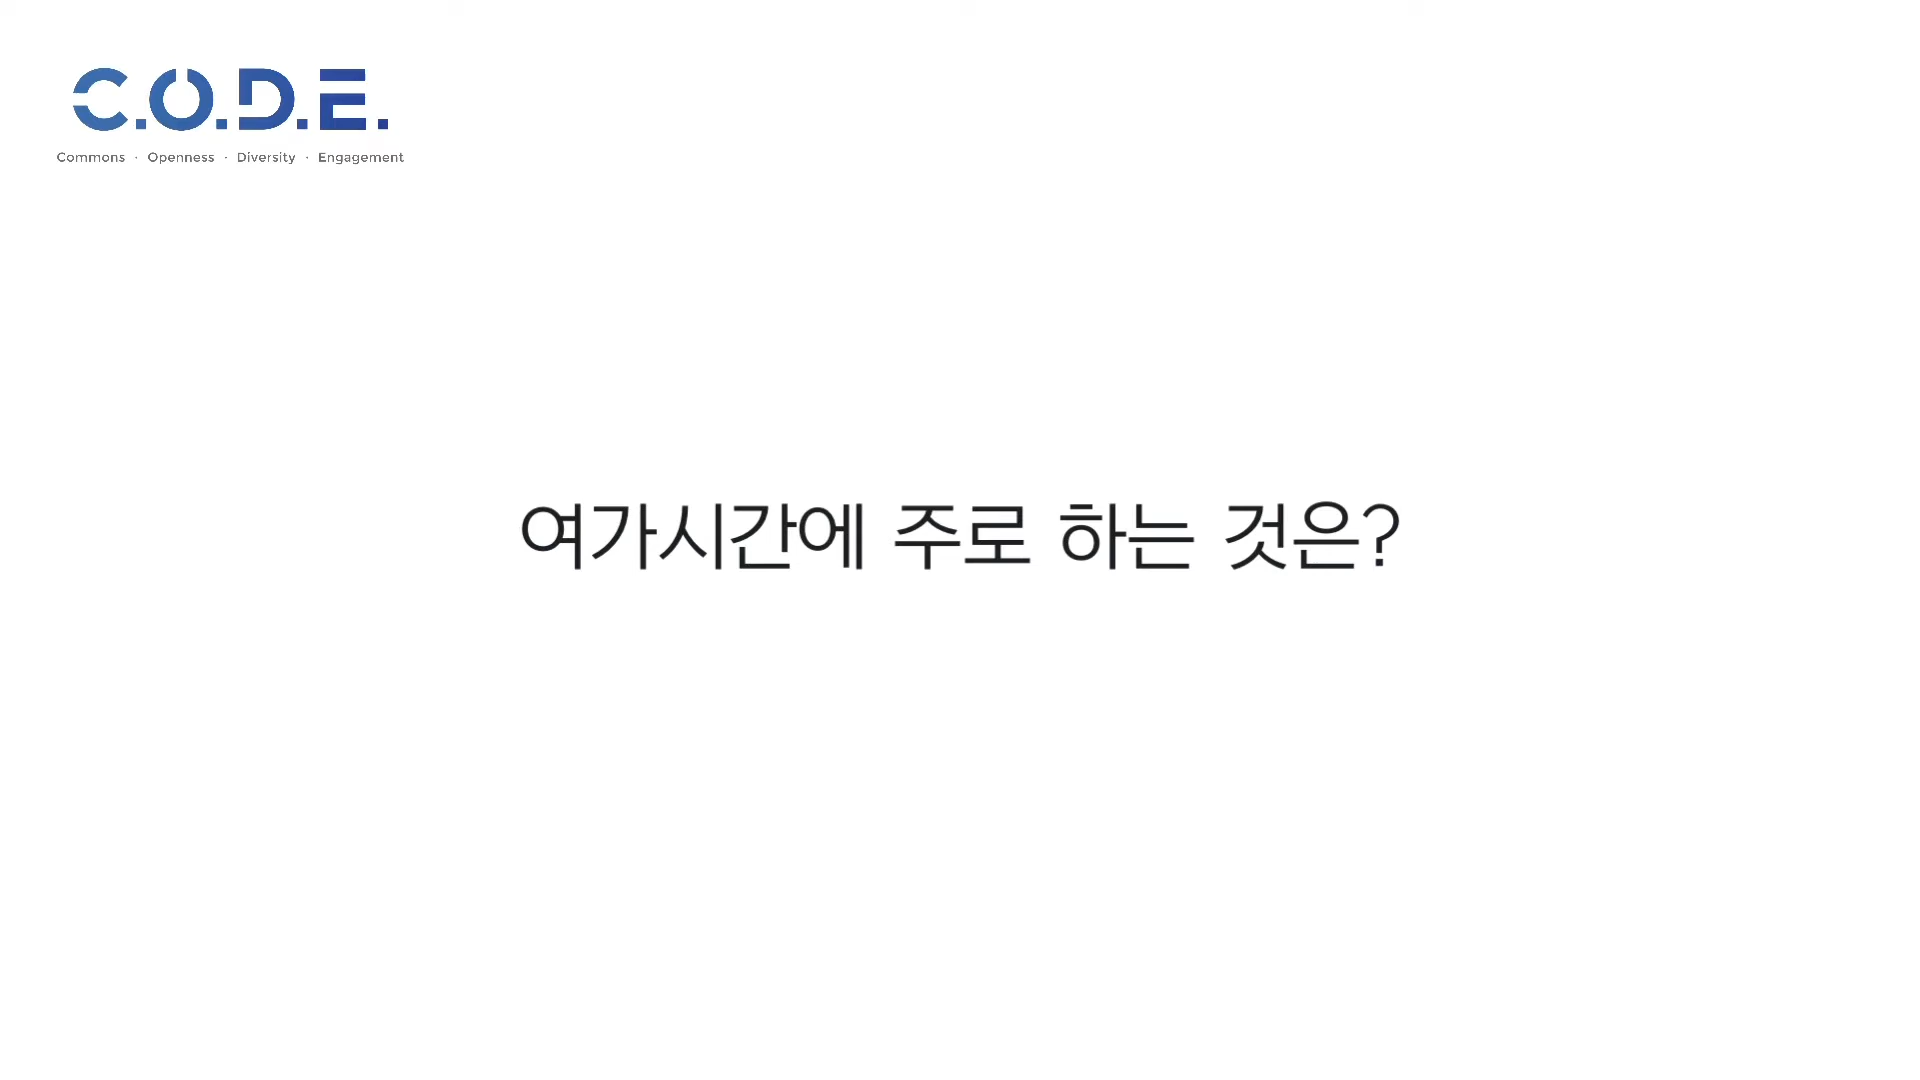 C.O.D.E.
Commons · Openness · Diversity · Engagement
여가시간에 주로 하는 것은?